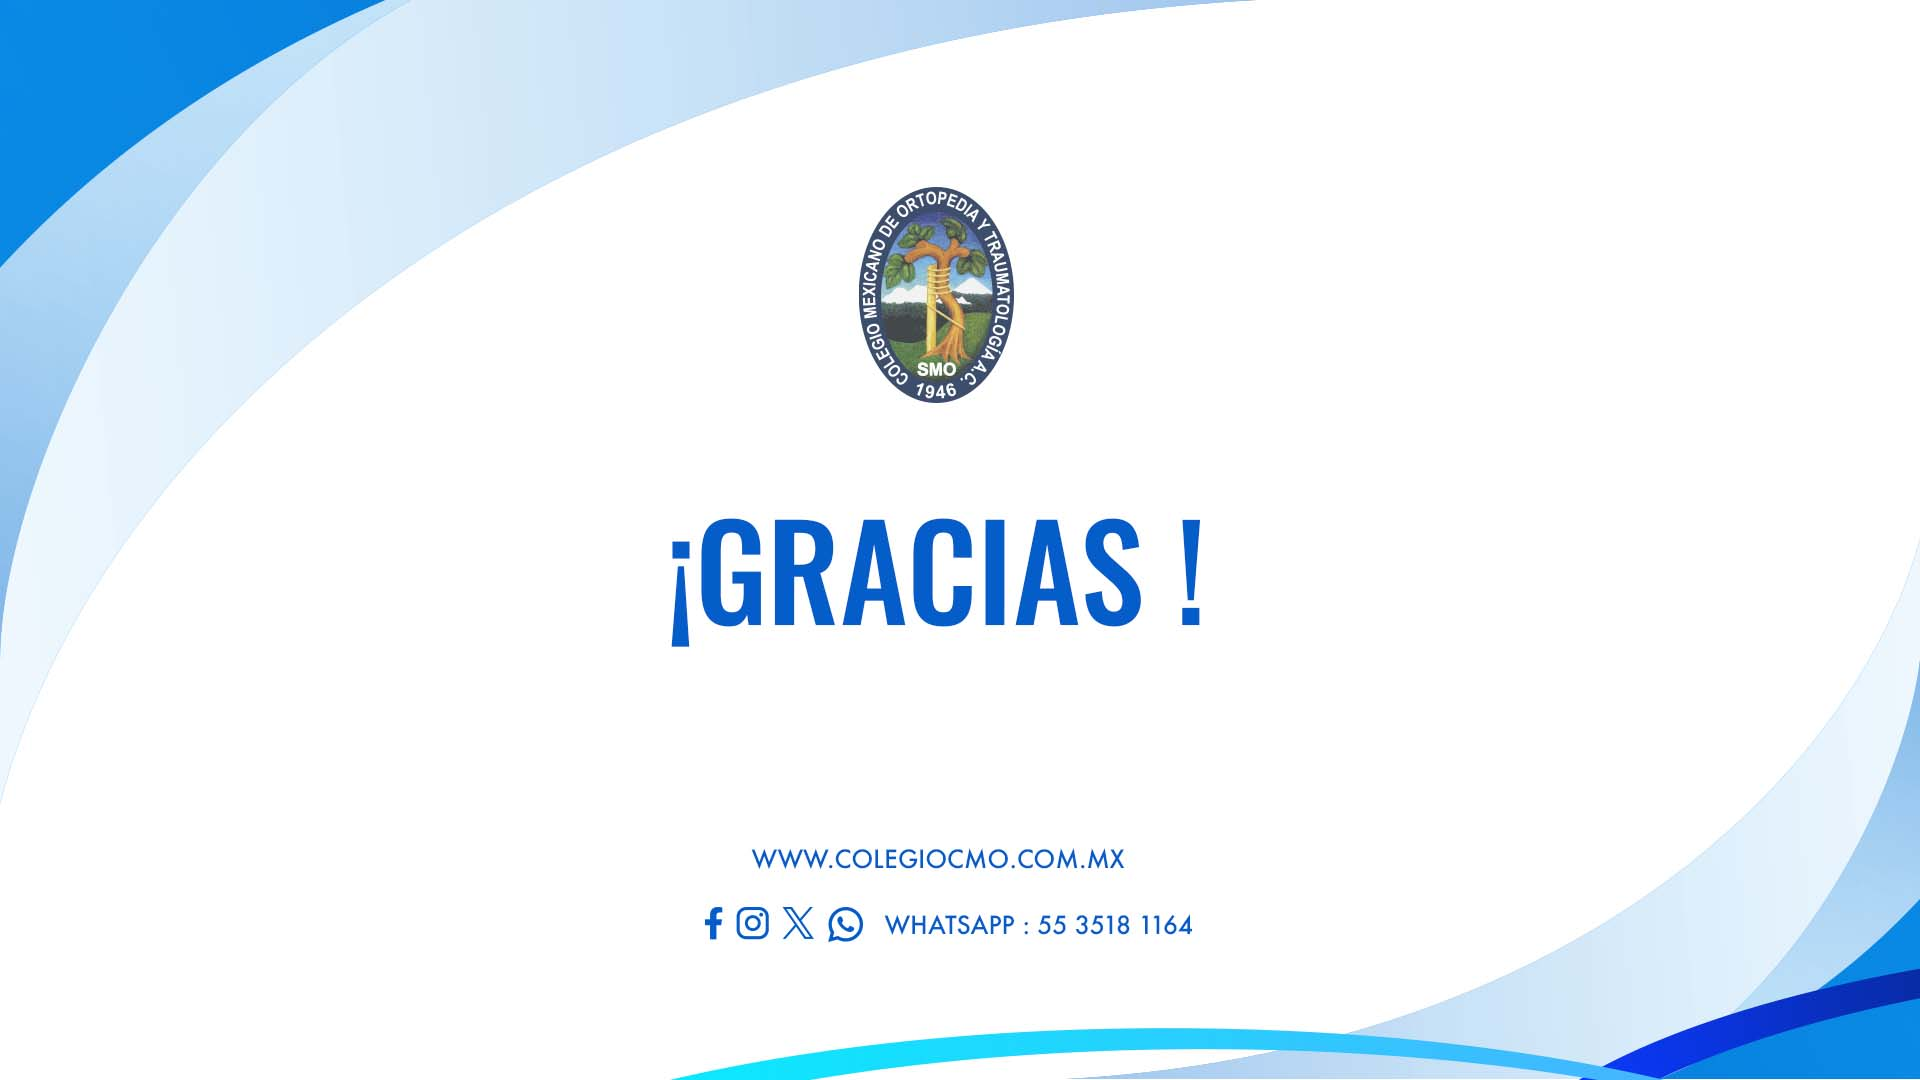 COLEGIO MEXICANO DE ORTOPEDIA Y TRAUMATOLOGÍA A.C.
SMO
1946
¡GRACIAS !
WWW.COLEGIOCMO.COM.MX
WHATSAPP : 55 3518 1164